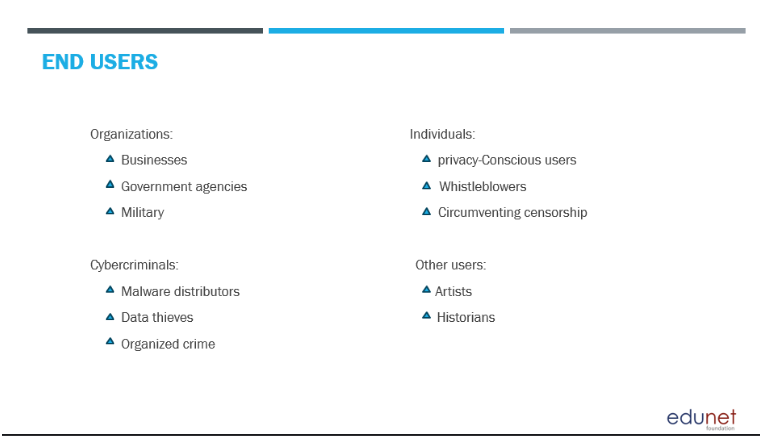 END USERS
Organizations:
Businesses
Government agencies
Military
Individuals:
privacy-Conscious users
Whistleblowers
Circumventing censorship
Cybercriminals:
Malware distributors
Data thieves
Organized crime
Other users:
Artists
Historians
edunet
foundation